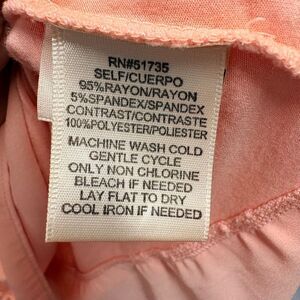 RN#51735
SELF/CUERPO
95%RAYON/RAYON
5%SPANDEX/SPANDEX
CONTRAST/CONTRASTE
100%POLYESTER/POLIESTER
MACHINE WASH COLD
GENTLE CYCLE
ONLY NON CHLORINE
BLEACH IF NEEDED
LAY FLAT TO DRY
COOL IRON IF NEEDED